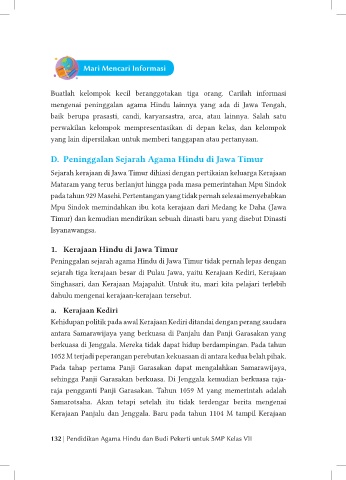 Mari Mencari Informasi
Buatlah kelompok kecil beranggotakan tiga orang. Carilah informasi
mengenai peninggalan agama Hindu lainnya yang ada di Jawa Tengah,
baik berupa prasasti, candi, karyarsastra, arca, atau lainnya. Salah satu
perwakilan kelompok mempresentasikan di depan kelas, dan kelompok
yang lain dipersilakan untuk memberi tanggapan atau pertanyaan.
D. Peninggalan Sejarah Agama Hindu di Jawa Timur
Sejarah kerajaan di Jawa Timur dihiasi dengan pertikaian keluarga Kerajaan
Mataram yang terus berlanjut hingga pada masa pemerintahan Mpu Sindok
pada tahun 929 Masehi. Pertentangan yang tidak pernah selesai menyebabkan
Mpu Sindok memindahkan ibu kota kerajaan dari Medang ke Daha (Jawa
Timur) dan kemudian mendirikan sebuah dinasti baru yang disebut Dinasti
Isyanawangsa.
1. Kerajaan Hindu di Jawa Timur
Peninggalan sejarah agama Hindu di Jawa Timur tidak pernah lepas dengan
sejarah tiga kerajaan besar di Pulau Jawa, yaitu Kerajaan Kediri, Kerajaan
Singhasari, dan Kerajaan Majapahit. Untuk itu, mari kita pelajari terlebih
dahulu mengenai kerajaan-kerajaan tersebut.
a. Kerajaan Kediri
Kehidupan politik pada awal Kerajaan Kediri ditandai dengan perang saudara
antara Samarawijaya yang berkuasa di Panjalu dan Panji Garasakan yang
berkuasa di Jenggala. Mereka tidak dapat hidup berdampingan. Pada tahun
1052 M terjadi peperangan perebutan kekuasaan di antara kedua belah pihak.
Pada tahap pertama Panji Garasakan dapat mengalahkan Samarawijaya,
sehingga Panji Garasakan berkuasa. Di Jenggala kemudian berkuasa raja-
raja pengganti Panji Garasakan. Tahun 1059 M yang memerintah adalah
Samarotsaha. Akan tetapi setelah itu tidak terdengar berita mengenai
Kerajaan Panjalu dan Jenggala. Baru pada tahun 1104 M tampil Kerajaan
132 | Pendidikan Agama Hindu dan Budi Pekerti untuk SMP Kelas VII